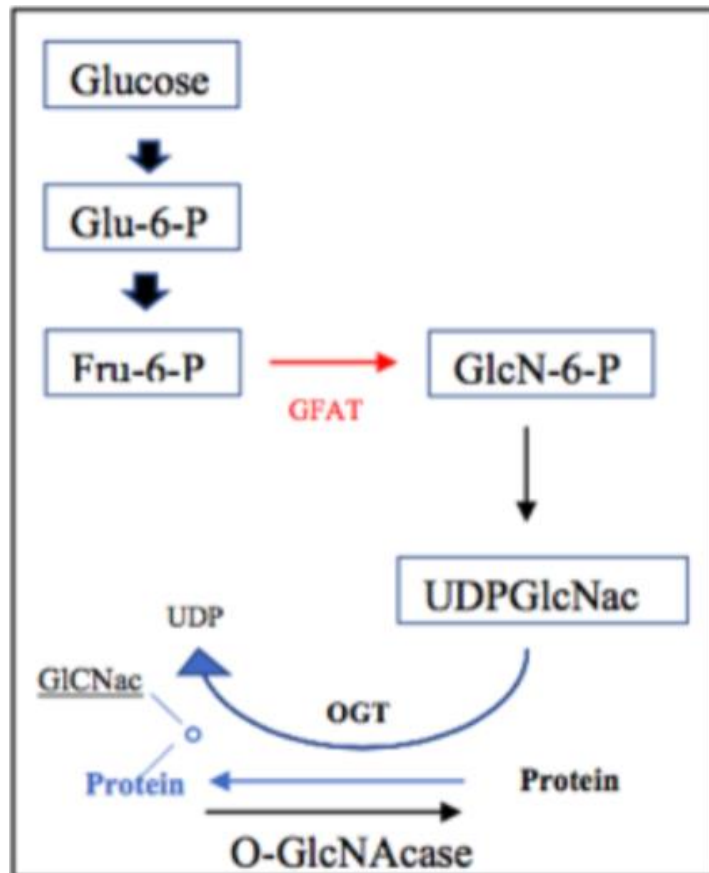 Glucose
Glu-6-P
Fru-6-P
GlcN-6-P
GFAT
UDPGlcNac
UDP
GlCNac
OGT
Protein
Protein
O-GlcNAcase